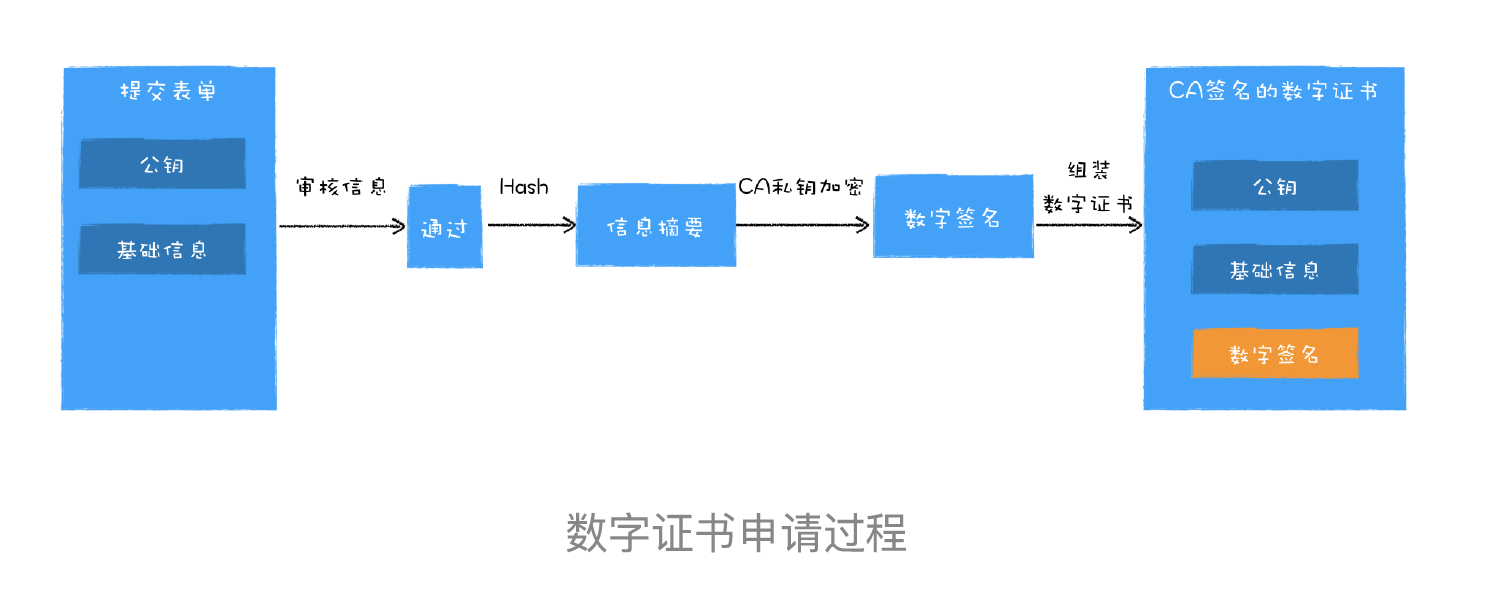 提交表单
公钥
基础信息
审核信息
通过
Hash
信息摘要
CA私钥加密
数字签名
组装
数字证书
CA签名的数字证书
公钥
基础信息
数字签名
数字证书申请过程